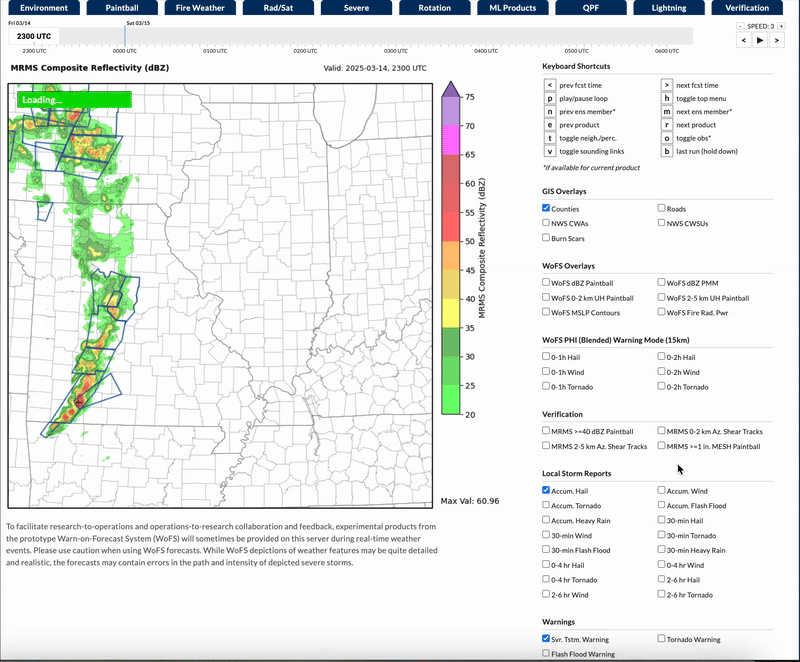 Environment Paintball Fire Weather Rad/Sat Severe Rotation ML Products QPF Lightning Verification
Fri 03/14 Sat 03/15
2300 UTC
2300 UTC 0000 UTC 0100 UTC 0200 UTC 0300 UTC 0400 UTC 0500 UTC 0600 UTC
- SPEED: 3 +
< ▶ >
MRMS Composite Reflectivity (dBZ) Valid: 2025-03-14, 2300 UTC
Loading...
75
70
65
60
55
50
45
40
35
30
25
20
MRMS Composite Reflectivity (dBZ)
Max Val: 60.96
To facilitate research-to-operations and operations-to-research collaboration and feedback, experimental products from
the prototype Warn-on-Forecast System (WoFS) will sometimes be provided on this server during real-time weather
events. Please use caution when using WoFS forecasts. While WoFS depictions of weather features may be quite detailed
and realistic, the forecasts may contain errors in the path and intensity of depicted severe storms.
Keyboard Shortcuts
< prev fcst time > next fcst time
p play/pause loop h toggle top menu
n prev ens member* m next ens member*
e prev product r next product
t toggle neigh./perc. o toggle obs*
v toggle sounding links b last run (hold down)
*if available for current product
GIS Overlays
Counties Roads
NWS CWAs NWS CWSUs
Burn Scars
WoFS Overlays
WoFS dBZ Paintball WoFS dBZ PMM
WoFS 0-2 km UH Paintball WoFS 2-5 km UH Paintball
WoFS MSLP Contours WoFS Fire Rad. Pwr
WoFS PHI (Blended) Warning Mode (15km)
0-1h Hail 0-2h Hail
0-1h Wind 0-2h Wind
0-1h Tornado 0-2h Tornado
Verification
MRMS >=40 dBZ Paintball MRMS 0-2 km Az. Shear Tracks
MRMS 2-5 km Az. Shear Tracks MRMS >=1 in. MESH Paintball
Local Storm Reports
Accum. Hail Accum. Wind
Accum. Tornado Accum. Flash Flood
Accum. Heavy Rain 30-min Hail
30-min Wind 30-min Tornado
30-min Flash Flood 30-min Heavy Rain
0-4 hr Hail 0-4 hr Wind
0-4 hr Tornado 2-6 hr Hail
2-6 hr Wind 2-6 hr Tornado
Warnings
Svr. Tstm. Warning Tornado Warning
Flash Flood Warning